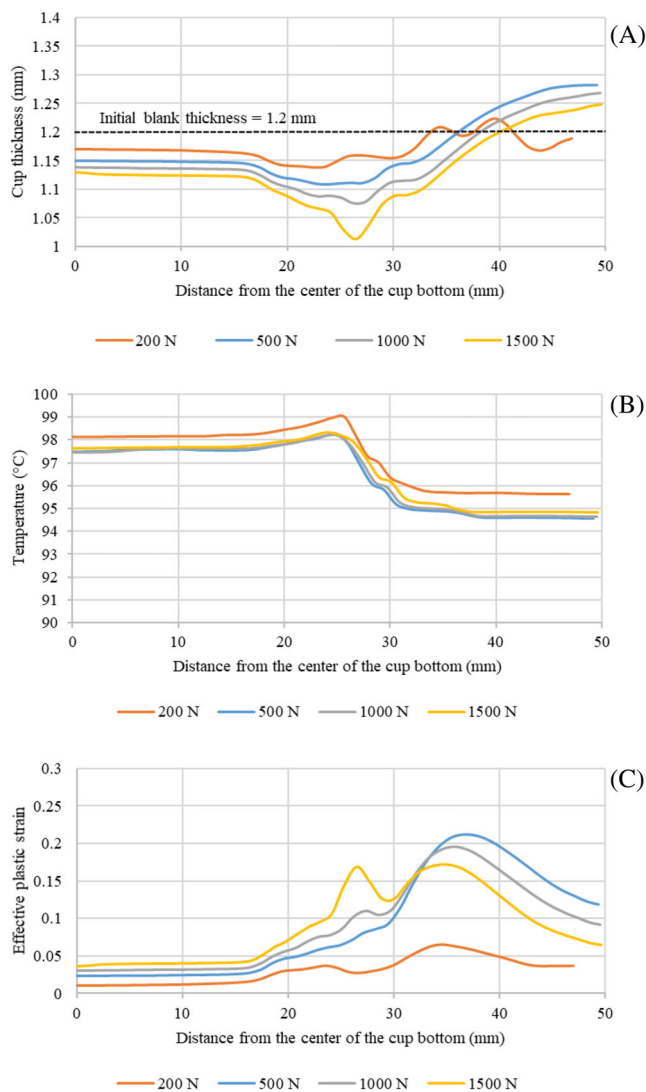 (A)
1.4
1.35
1.3
1.25
1.2
1.15
1.1
1.05
1
Cup thickness (mm)
Initial blank thickness = 1.2 mm
0 10 20 30 40 50
Distance from the center of the cup bottom (mm)
200 N 500 N 1000 N 1500 N
(B)
100
99
98
97
96
95
94
93
92
91
90
Temperature (°C)
0 10 20 30 40 50
Distance from the center of the cup bottom (mm)
200 N 500 N 1000 N 1500 N
(C)
0.3
0.25
0.2
0.15
0.1
0.05
0
Effective plastic strain
0 10 20 30 40 50
Distance from the center of the cup bottom (mm)
200 N 500 N 1000 N 1500 N